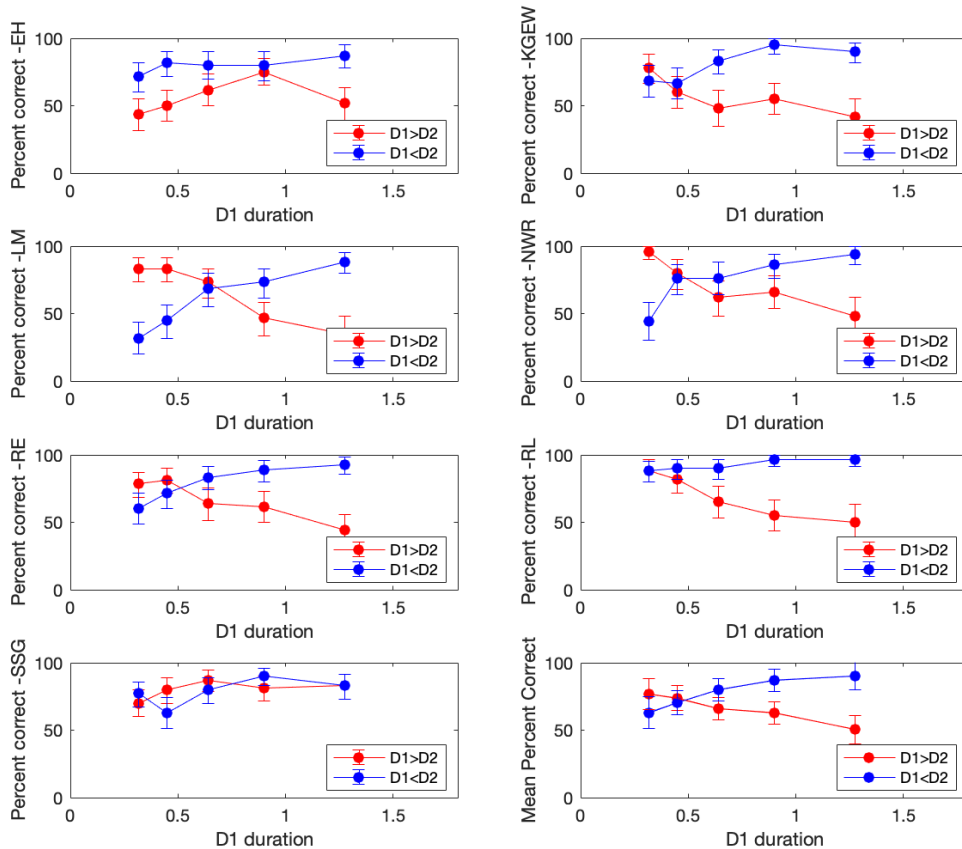 Percent correct -EH
100
50
0
0
0.5
1
1.5
D1 duration
D1>D2
D1<D2
Percent correct -KGEW
100
50
0
0
0.5
1
1.5
D1 duration
D1>D2
D1<D2
Percent correct -LM
100
50
0
0
0.5
1
1.5
D1 duration
D1>D2
D1<D2
Percent correct -NWR
100
50
0
0
0.5
1
1.5
D1 duration
D1>D2
D1<D2
Percent correct -RE
100
50
0
0
0.5
1
1.5
D1 duration
D1>D2
D1<D2
Percent correct -RL
100
50
0
0
0.5
1
1.5
D1 duration
D1>D2
D1<D2
Percent correct -SSG
100
50
0
0
0.5
1
1.5
D1 duration
D1>D2
D1<D2
Mean Percent Correct
100
50
0
0
0.5
1
1.5
D1 duration
D1>D2
D1<D2